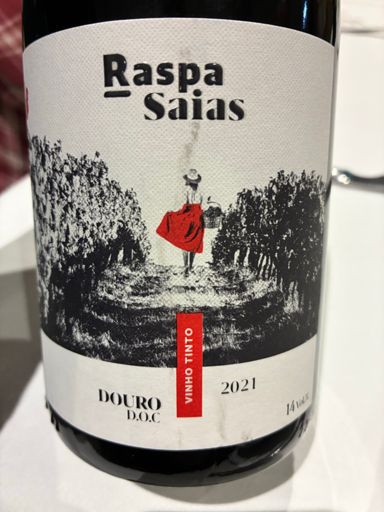 Raspa
Saias
VINHO TINTO
DOURO
D.O.C
2021